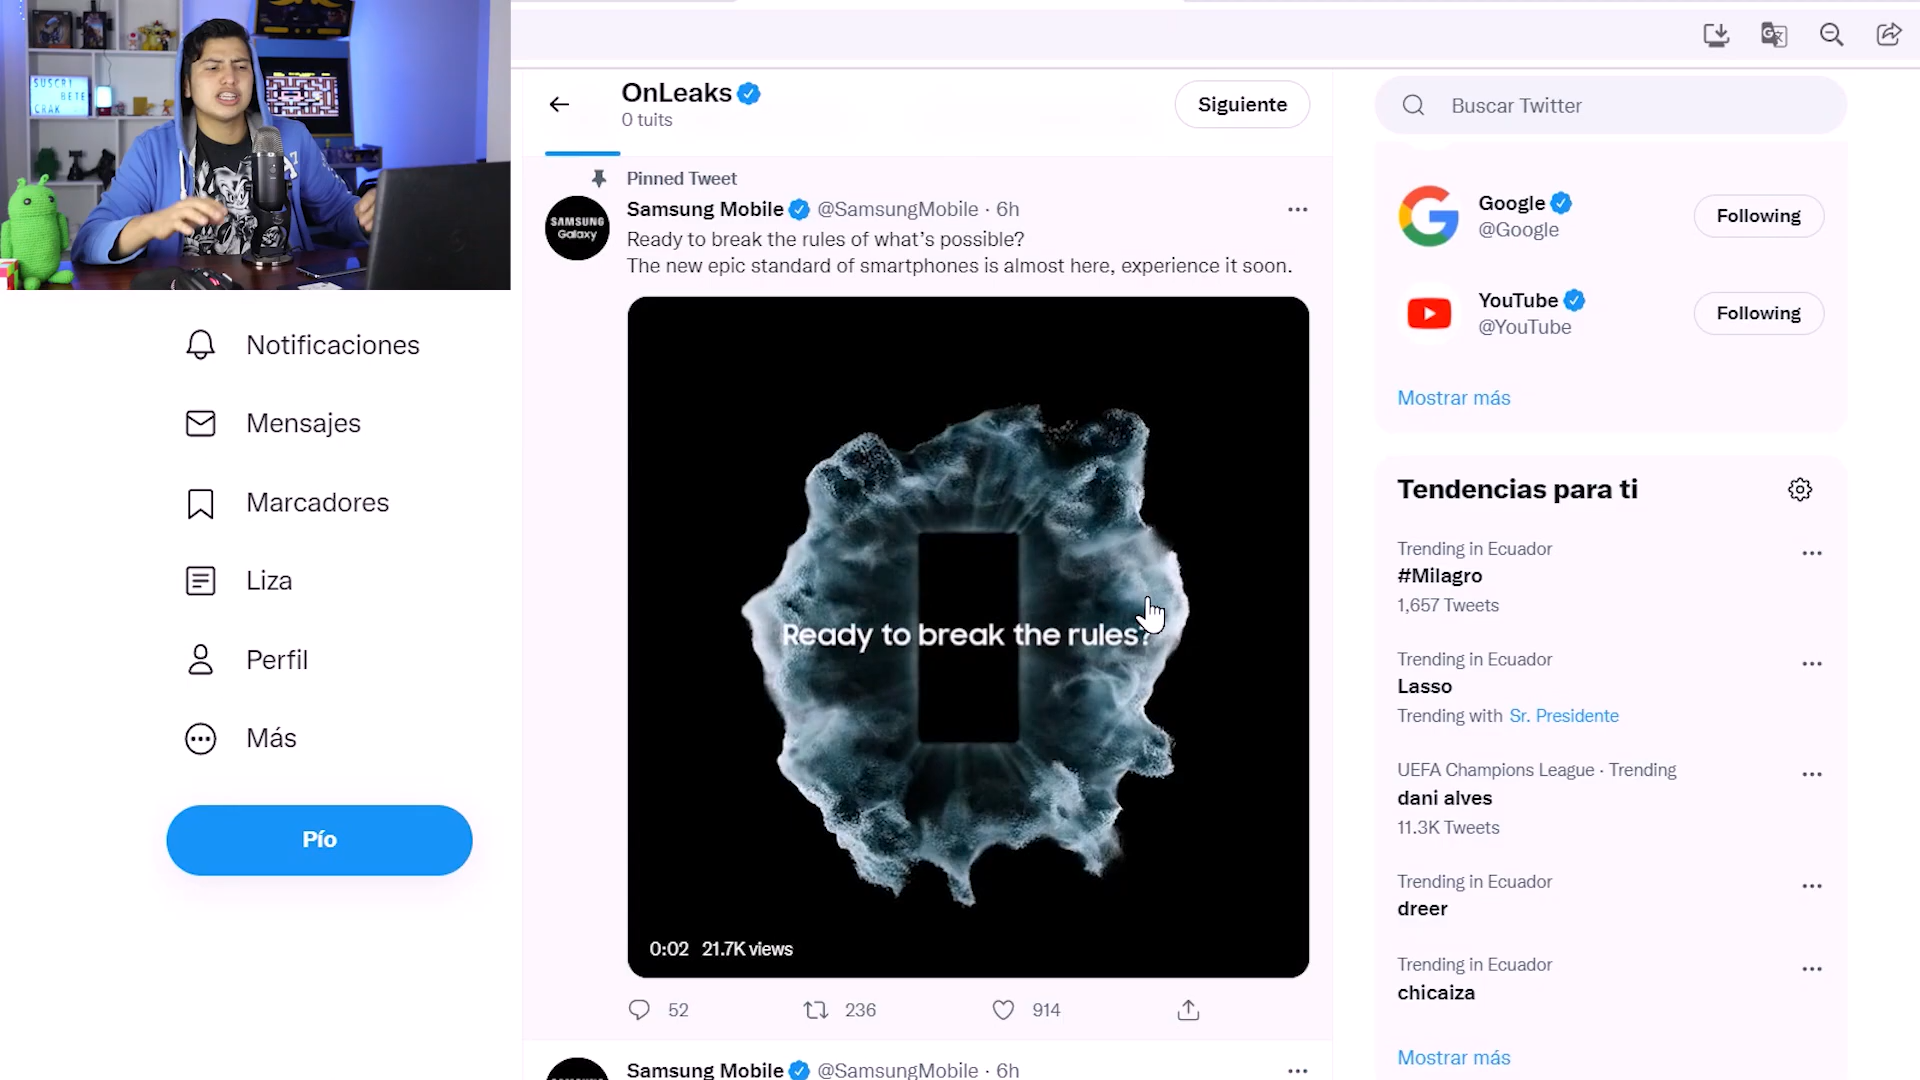 SUSCRI
BETE
CRAK
OnLeaks
0 tuits
Siguiente
Buscar Twitter
Pinned Tweet
SAMSUNG
Galaxy
Samsung Mobile @SamsungMobile · 6h
Ready to break the rules of what’s possible?
The new epic standard of smartphones is almost here, experience it soon.
Ready to break the rules?
0:02 21.7K views
52
236
914
Samsung Mobile @SamsungMobile · 6h
Notificaciones
Mensajes
Marcadores
Liza
Perfil
Más
Pío
Google
@Google
Following
YouTube
@YouTube
Following
Mostrar más
Tendencias para ti
Trending in Ecuador
#Milagro
1,657 Tweets
Trending in Ecuador
Lasso
Trending with Sr. Presidente
UEFA Champions League · Trending
dani alves
11.3K Tweets
Trending in Ecuador
dreer
Trending in Ecuador
chicaiza
Mostrar más